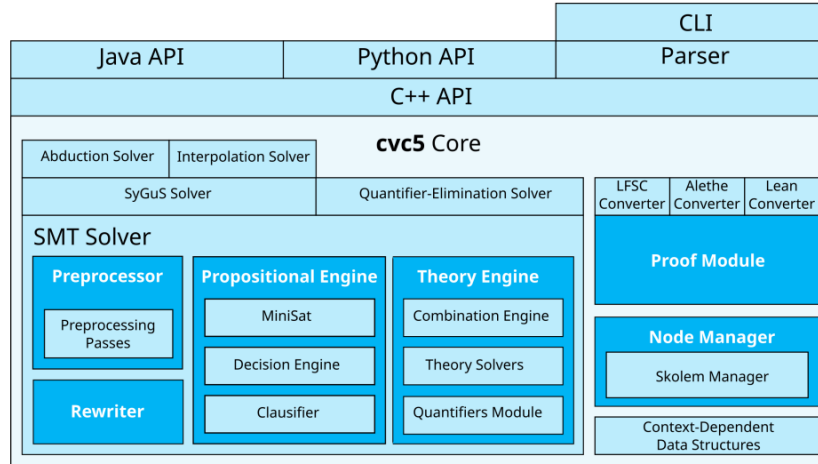 CLI
Java API
Python API
Parser
C++ API
cvc5 Core
Abduction Solver
Interpolation Solver
SyGuS Solver
Quantifier-Elimination Solver
SMT Solver
Preprocessor
Preprocessing
Passes
Rewriter
Propositional Engine
MiniSat
Decision Engine
Clausifier
Theory Engine
Combination Engine
Theory Solvers
Quantifiers Module
LFSC
Converter
Alethe
Converter
Lean
Converter
Proof Module
Node Manager
Skolem Manager
Context-Dependent
Data Structures